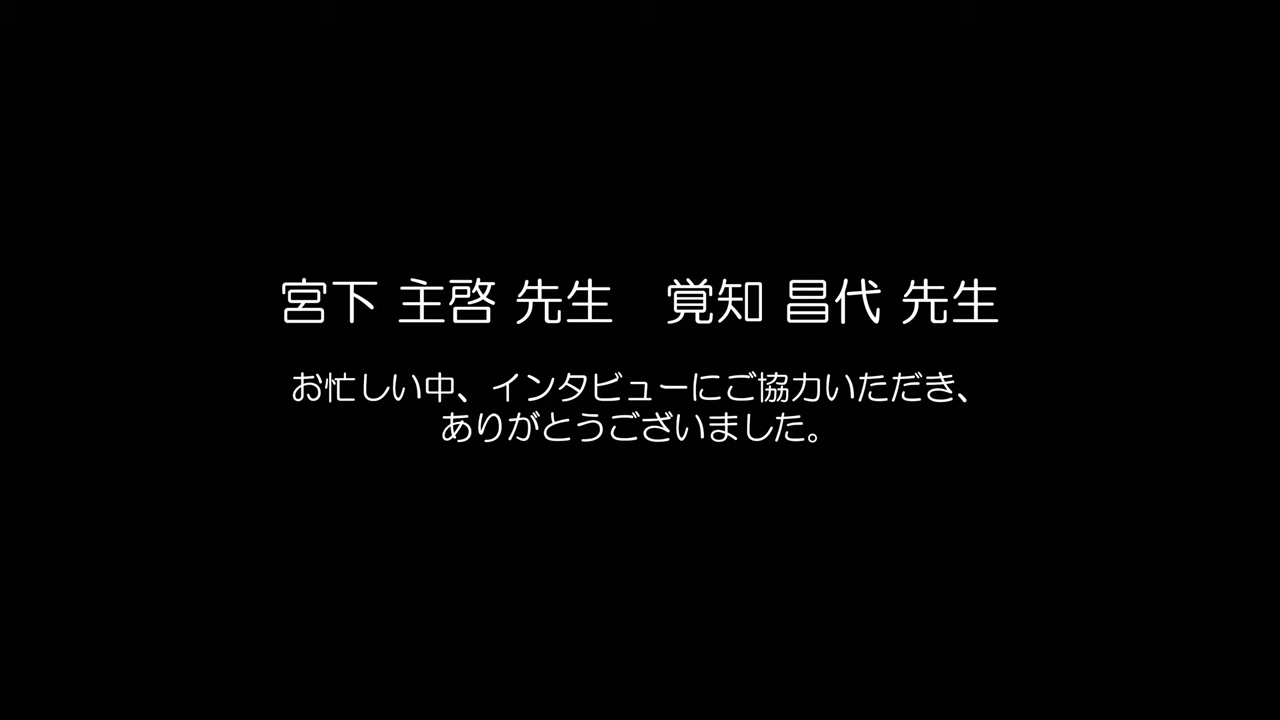 宮下 主啓 先生　覚知 昌代 先生
お忙しい中、インタビューにご協力いただき、
ありがとうございました。